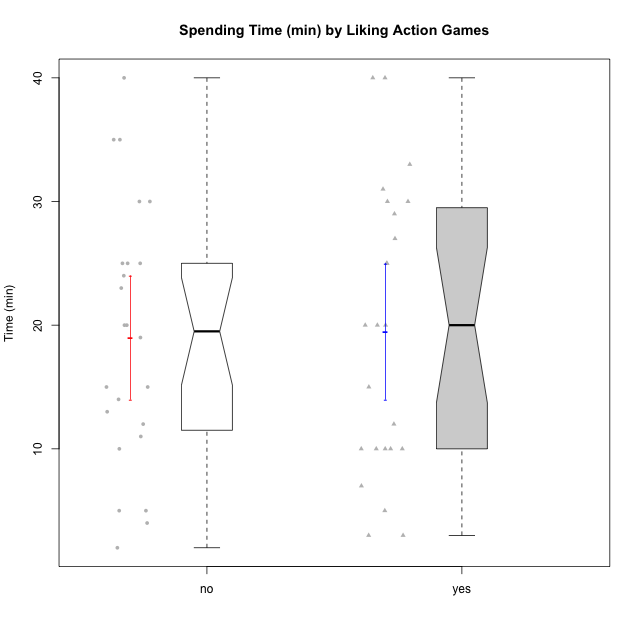 Spending Time (min) by Liking Action Games
40
30
20
10
Time (min)
no
yes